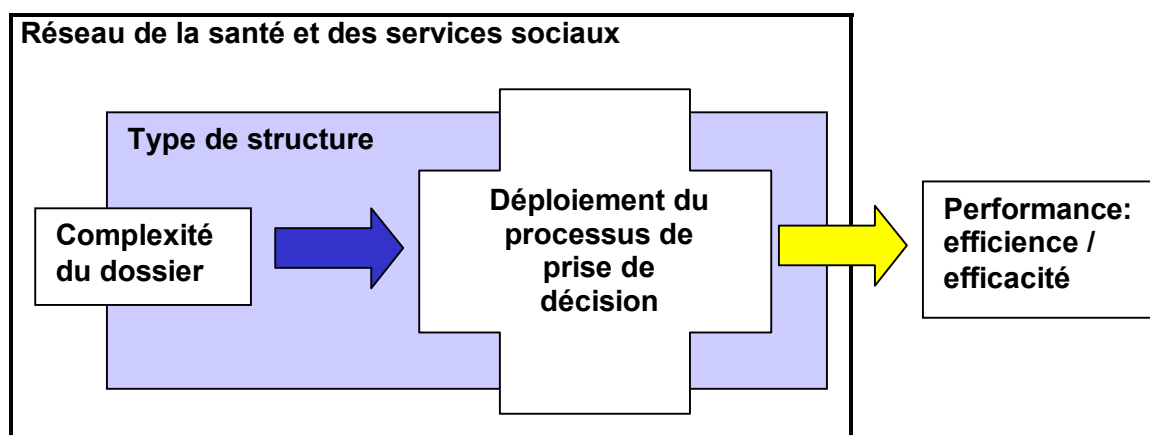 Réseau de la santé et des services sociaux
Type de structure
Complexité
du dossier
Déploiement du
processus de
prise de
décision
Performance:
efficience /
efficacité